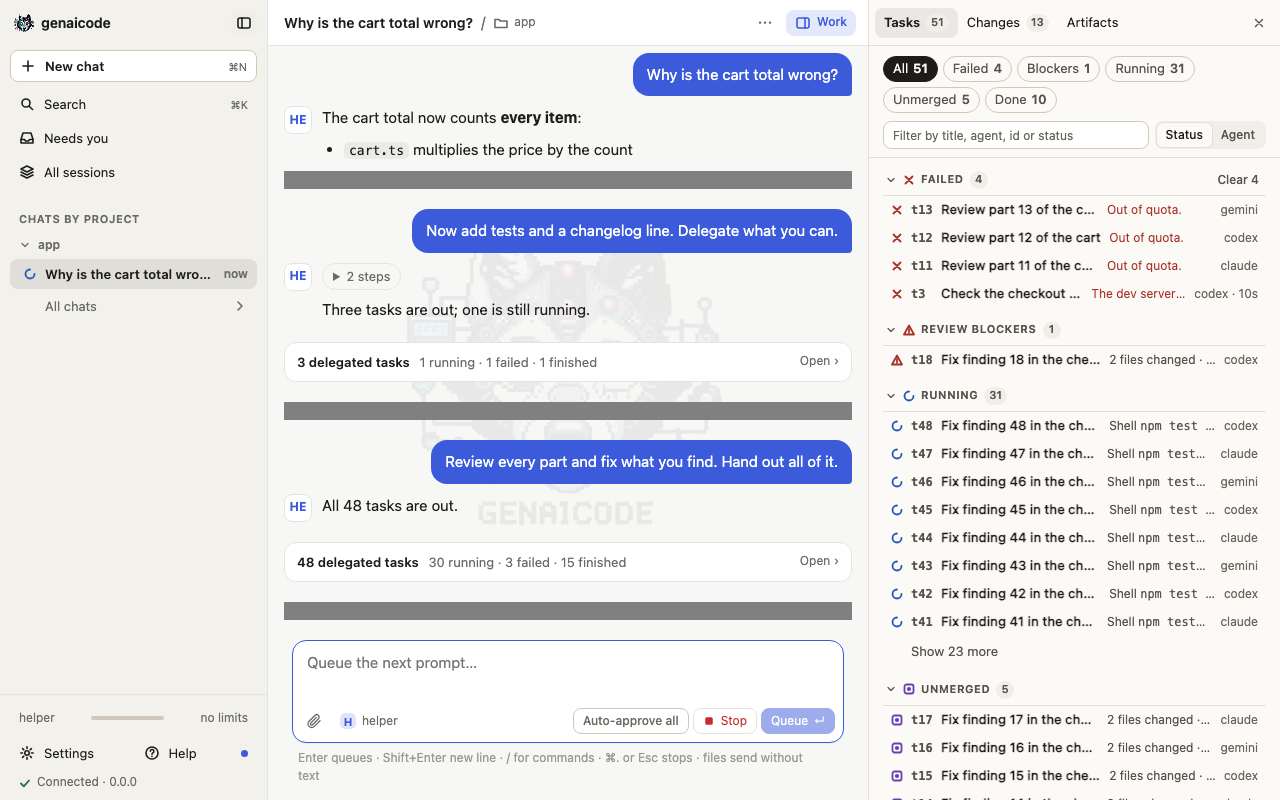 genaicode
New chat ⌘N
Search ⌘K
Needs you
All sessions
CHATS BY PROJECT
app
Why is the cart total wro... now
All chats
helper no limits
Settings Help
Connected · 0.0.0
Why is the cart total wrong? / app ··· Work
Why is the cart total wrong?
HE The cart total now counts every item:
• cart.ts multiplies the price by the count
Now add tests and a changelog line. Delegate what you can.
HE 2 steps
Three tasks are out; one is still running.
3 delegated tasks 1 running · 1 failed · 1 finished Open ›
Review every part and fix what you find. Hand out all of it.
HE All 48 tasks are out.
GENAICODE
48 delegated tasks 30 running · 3 failed · 15 finished Open ›
Queue the next prompt...
H helper Auto-approve all Stop Queue
Enter queues · Shift+Enter new line · / for commands · ⌘. or Esc stops · files send without
text
Tasks 51 Changes 13 Artifacts
All 51 Failed 4 Blockers 1 Running 31
Unmerged 5 Done 10
Filter by title, agent, id or status Status Agent
FAILED 4 Clear 4
t13 Review part 13 of the c... Out of quota. gemini
t12 Review part 12 of the cart Out of quota. codex
t11 Review part 11 of the c... Out of quota. claude
t3 Check the checkout ... The dev server... codex · 10s
REVIEW BLOCKERS 1
t18 Fix finding 18 in the che... 2 files changed · ... codex
RUNNING 31
t48 Fix finding 48 in the ch... Shell npm test ... codex
t47 Fix finding 47 in the ch... Shell npm test... claude
t46 Fix finding 46 in the ch... Shell npm test... gemini
t45 Fix finding 45 in the ch... Shell npm test ... codex
t44 Fix finding 44 in the ch... Shell npm test... claude
t43 Fix finding 43 in the ch... Shell npm test... gemini
t42 Fix finding 42 in the ch... Shell npm test ... codex
t41 Fix finding 41 in the ch... Shell npm test... claude
Show 23 more
UNMERGED 5
t17 Fix finding 17 in the ch... 2 files changed ·... claude
t16 Fix finding 16 in the ch... 2 files changed ·... gemini
t15 Fix finding 15 in the che... 2 files changed · ... codex